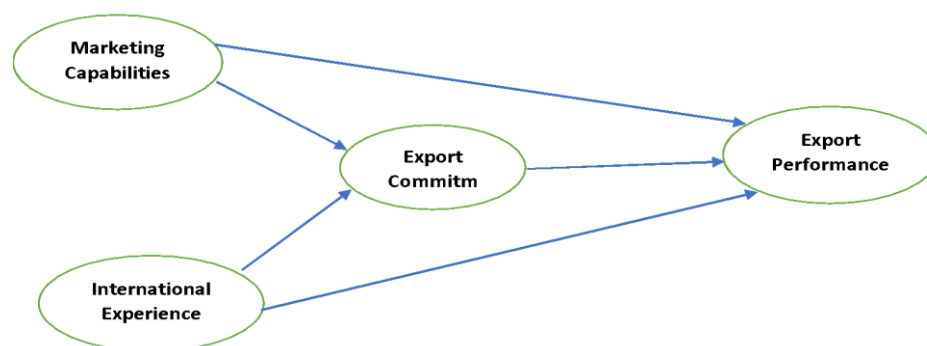 Marketing
Capabilities
Export
Commitm
Export
Performance
International
Experience